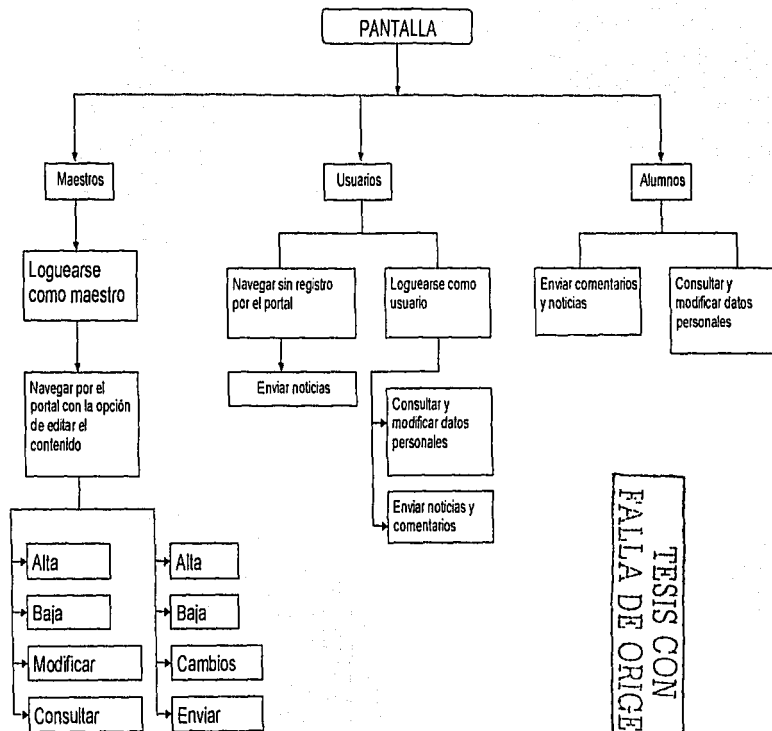 PANTALLA
Maestros
Usuarios
Alumnos
Loguearse
como maestro
Navegar sin registro
por el portal
Loguearse como
usuario
Enviar comentarios
y noticias
Consultar y
modificar datos
personales
Navegar por el
portal con la opción
de editar el
contenido
Enviar noticias
Consultar y
modificar datos
personales
Enviar noticias y
comentarios
Alta
Baja
Modificar
Consultar
Alta
Baja
Cambios
Enviar
TESIS CON
FALLA DE ORIGE